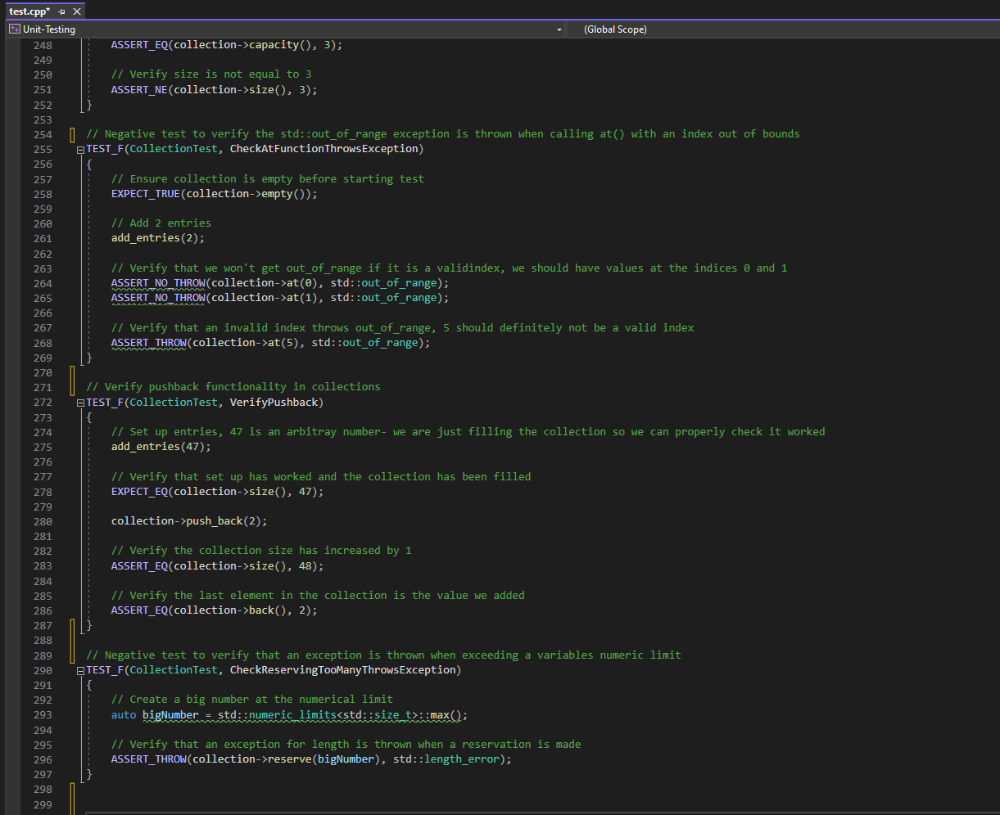 test.cpp*
Unit-Testing (Global Scope)
248 ASSERT_EQ(collection->capacity(), 3);
249
250 // Verify size is not equal to 3
251 ASSERT_NE(collection->size(), 3);
252 }
253
254 // Negative test to verify the std::out_of_range exception is thrown when calling at() with an index out of bounds
255 TEST_F(CollectionTest, CheckAtFunctionThrowsException)
256 {
257 // Ensure collection is empty before starting test
258 EXPECT_TRUE(collection->empty());
259
260 // Add 2 entries
261 add_entries(2);
262
263 // Verify that we won't get out_of_range if it is a validindex, we should have values at the indices 0 and 1
264 ASSERT_NO_THROW(collection->at(0), std::out_of_range);
265 ASSERT_NO_THROW(collection->at(1), std::out_of_range);
266
267 // Verify that an invalid index throws out_of_range, 5 should definitely not be a valid index
268 ASSERT_THROW(collection->at(5), std::out_of_range);
269 }
270
271 // Verify pushback functionality in collections
272 TEST_F(CollectionTest, VerifyPushback)
273 {
274 // Set up entries, 47 is an arbitray number- we are just filling the collection so we can properly check it worked
275 add_entries(47);
276
277 // Verify that set up has worked and the collection has been filled
278 EXPECT_EQ(collection->size(), 47);
279
280 collection->push_back(2);
281
282 // Verify the collection size has increased by 1
283 ASSERT_EQ(collection->size(), 48);
284
285 // Verify the last element in the collection is the value we added
286 ASSERT_EQ(collection->back(), 2);
287 }
288
289 // Negative test to verify that an exception is thrown when exceeding a variables numeric limit
290 TEST_F(CollectionTest, CheckReservingTooManyThrowsException)
291 {
292 // Create a big number at the numerical limit
293 auto bigNumber = std::numeric_limits<std::size_t>::max();
294
295 // Verify that an exception for length is thrown when a reservation is made
296 ASSERT_THROW(collection->reserve(bigNumber), std::length_error);
297 }
298
299